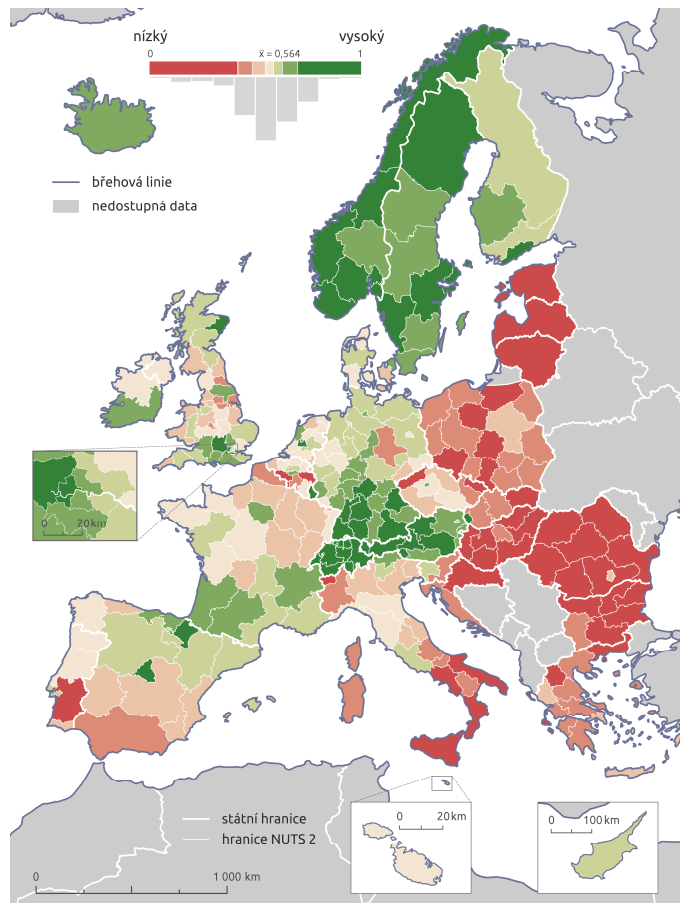 nízký
vysoký
0
x̄ = 0,564
1
břehová linie
nedostupná data
0
20 km
státní hranice
hranice NUTS 2
0
1 000 km
0
20 km
0
100 km